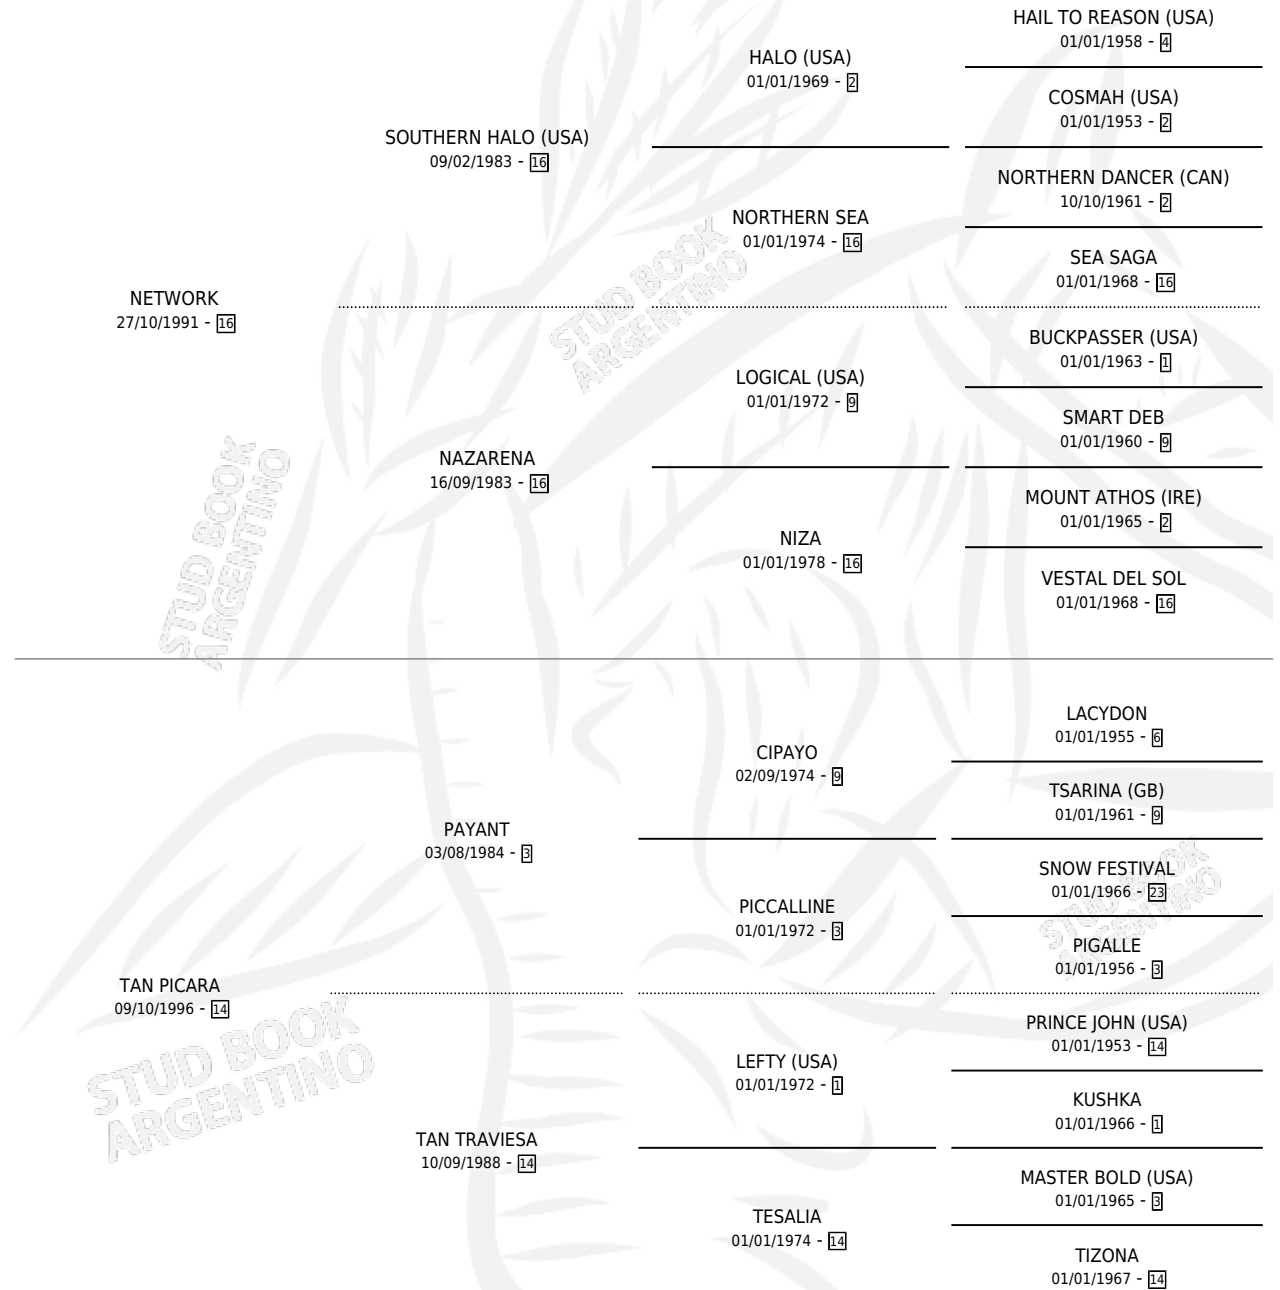 HAIL TO REASON (USA)
01/01/1958 - 4
HALO (USA)
01/01/1969 - 2
COSMAH (USA)
01/01/1953 - 2
SOUTHERN HALO (USA)
09/02/1983 - 16
NORTHERN DANCER (CAN)
10/10/1961 - 2
NORTHERN SEA
01/01/1974 - 16
SEA SAGA
01/01/1968 - 16
NETWORK
27/10/1991 - 16
BUCKPASSER (USA)
01/01/1963 - 1
LOGICAL (USA)
01/01/1972 - 9
SMART DEB
01/01/1960 - 9
NAZARENA
16/09/1983 - 16
MOUNT ATHOS (IRE)
01/01/1965 - 2
NIZA
01/01/1978 - 16
VESTAL DEL SOL
01/01/1968 - 16
LACYDON
01/01/1955 - 6
CIPAYO
02/09/1974 - 9
TSARINA (GB)
01/01/1961 - 9
PAYANT
03/08/1984 - 3
SNOW FESTIVAL
01/01/1966 - 23
PICCALLINE
01/01/1972 - 3
PIGALLE
01/01/1956 - 3
TAN PICARA
09/10/1996 - 14
PRINCE JOHN (USA)
01/01/1953 - 14
LEFTY (USA)
01/01/1972 - 1
KUSHKA
01/01/1966 - 1
TAN TRAVIESA
10/09/1988 - 14
MASTER BOLD (USA)
01/01/1965 - 3
TESALIA
01/01/1974 - 14
TIZONA
01/01/1967 - 14
STUD BOOK
ARGENTINO
STUD BOOK
ARGENTINO
STUD BOOK
ARGENTINO
STUD BOOK
ARGENTINO